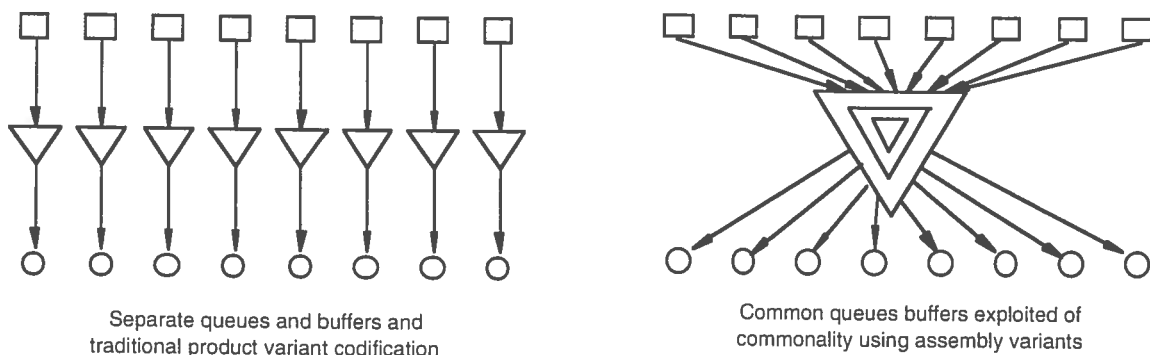 Separate queues and buffers and
traditional product variant codification
Common queues buffers exploited of
commonality using assembly variants